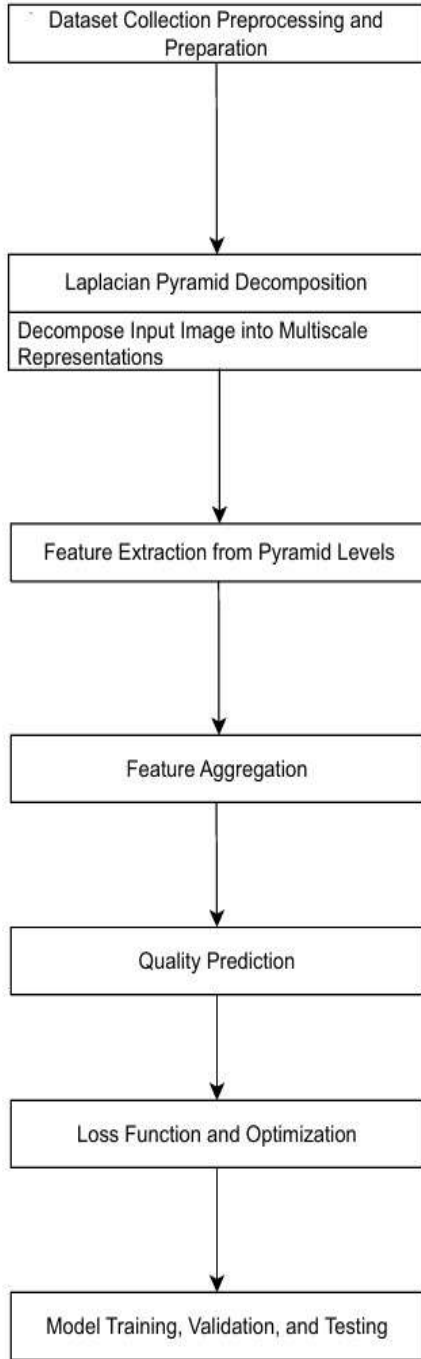 Dataset Collection Preprocessing and
Preparation
Laplacian Pyramid Decomposition
Decompose Input Image into Multiscale
Representations
Feature Extraction from Pyramid Levels
Feature Aggregation
Quality Prediction
Loss Function and Optimization
Model Training, Validation, and Testing